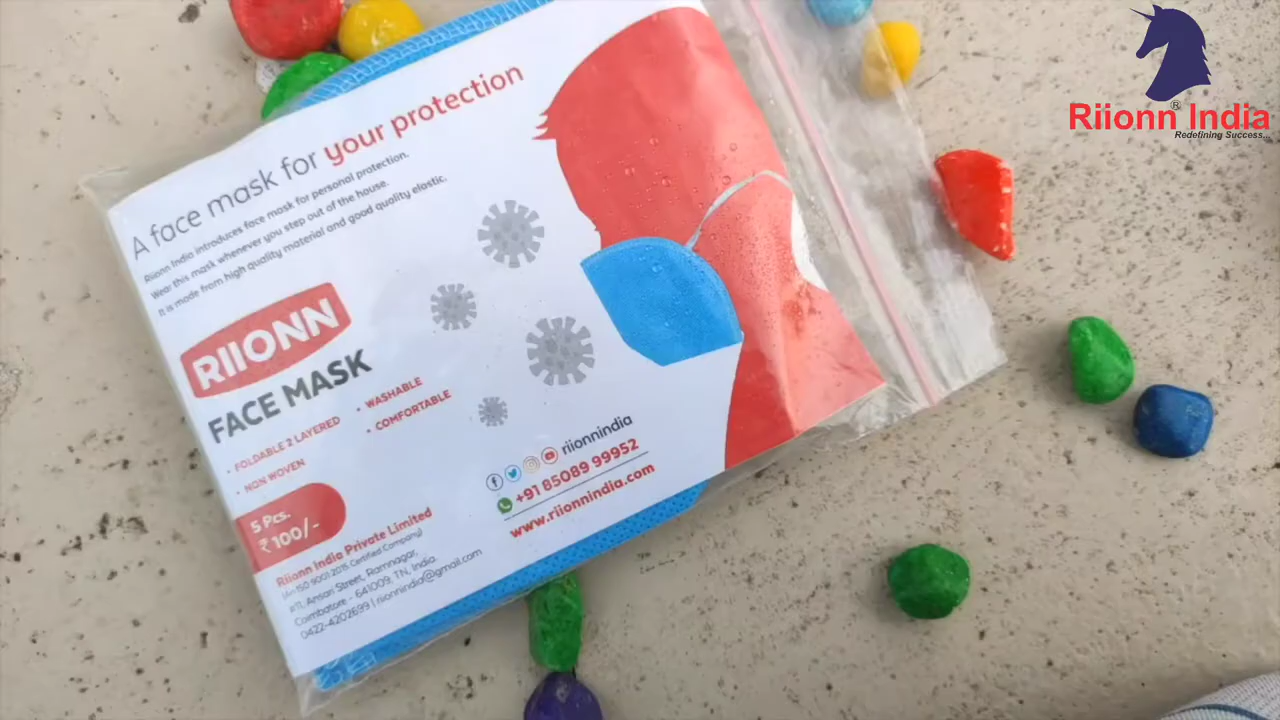 A face mask for your protection
Riionn India introduces face mask for personal protection.
Wear this mask whenever you step out of the house.
It is made from high quality material and good quality elastic.
RIIONN
FACE MASK
• FOLDABLE 2 LAYERED
• NON WOVEN
• WASHABLE
• COMFORTABLE
5 Pcs.
₹ 100/-
Riionn India Private Limited
(An ISO 9001:2015 Certified Company)
#11, Ansari Street, Ramnagar,
Coimbatore - 641009, TN, India.
0422-4202699 | riionnindia@gmail.com
riionnindia
+91 85089 99952
www.riionnindia.com
Riionn India
®
Redefining Success...